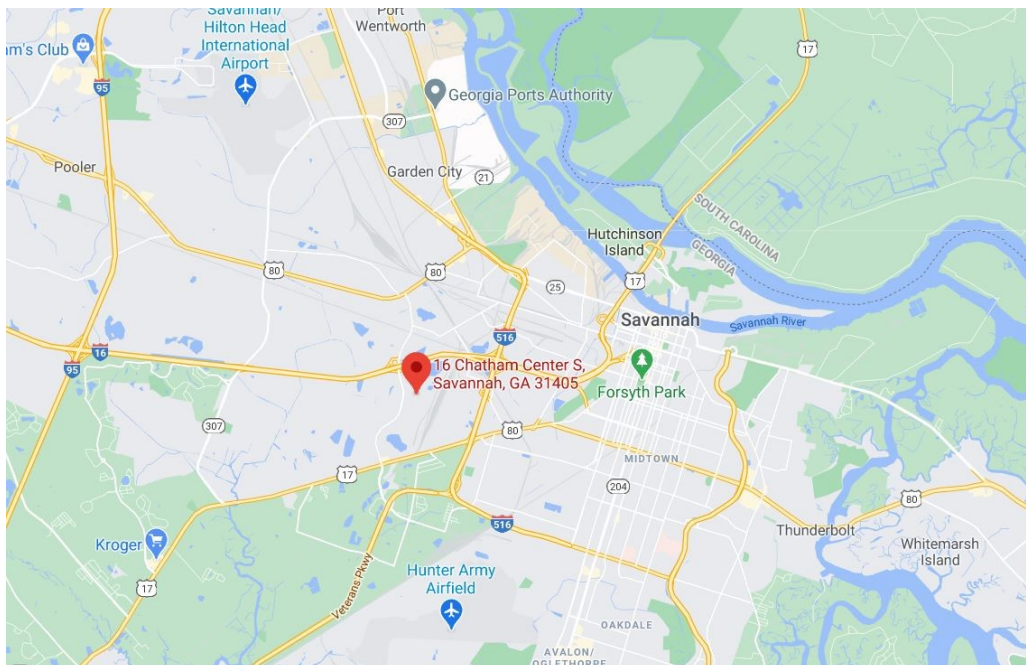 Savannah/
Hilton Head
International
Airport
Port
Wentworth
17
am's Club
95
Georgia Ports Authority
307
Pooler
Garden City
21
SOUTH CAROLINA
GEORGIA
Hutchinson
Island
80
80
25
17
Savannah
Savannah River
516
16
95
16 Chatham Center S,
Savannah, GA 31405
Forsyth Park
307
80
17
MIDTOWN
204
80
516
Thunderbolt
Whitemarsh
Island
Kroger
17
Veterans Pkwy
Hunter Army
Airfield
OAKDALE
AVALON/
OGLETHORPE